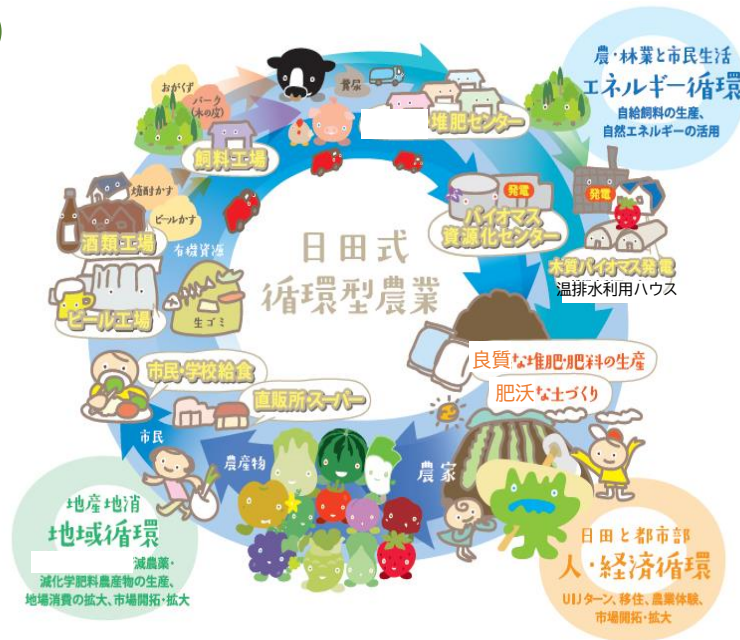 農・林業と市民生活
エネルギー循環
自給飼料の生産、
自然エネルギーの活用
おがくず
バーク
(木の皮)
糞尿
堆肥センター
飼料工場
焼酎かす
ビールかす
酒類工場
有機資源
ビール工場
生ゴミ
発電
バイオマス
資源化センター
発電
木質バイオマス発電
温排水利用ハウス
日田式
循環型農業
良質な堆肥・肥料の生産
肥沃な土づくり
市民・学校給食
直販所・スーパー
市民
農産物
農家
地産地消
地域循環
減農薬・
減化学肥料農産物の生産、
地場消費の拡大、市場開拓・拡大
日田と都市部
人・経済循環
UIJターン、移住、農業体験、
市場開拓・拡大